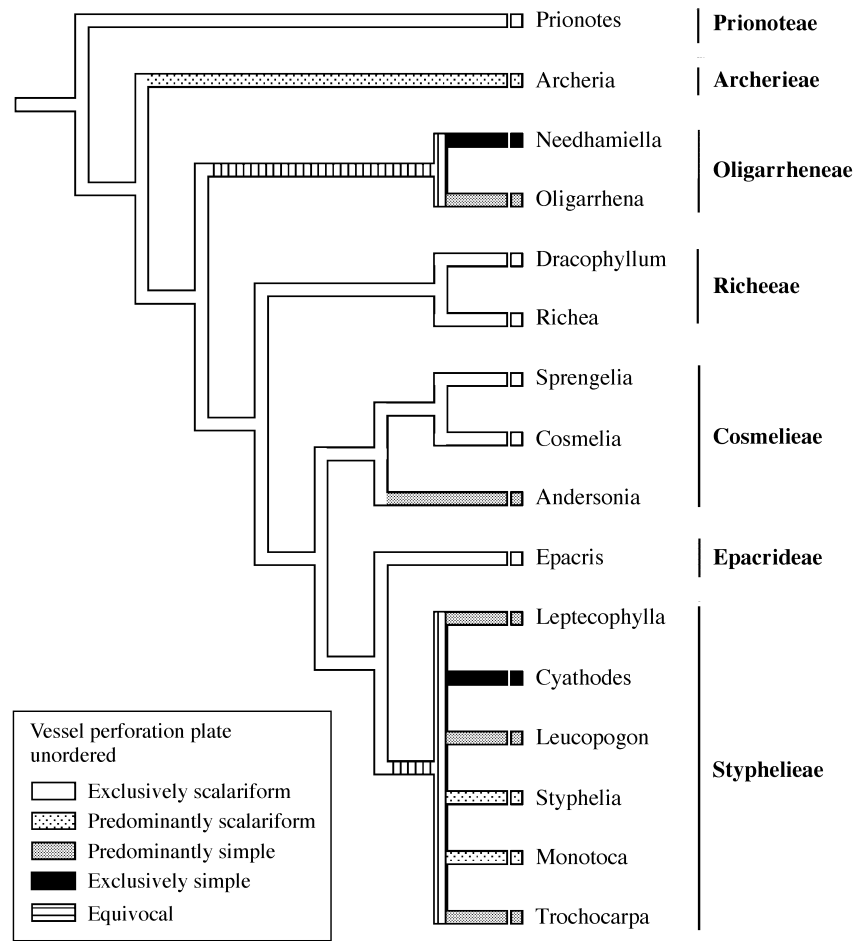 Prionotes
Prionoteae
Archeria
Archerieae
Needhamiella
Oligarrheneae
Oligarrhena
Dracophyllum
Richeeae
Richea
Sprengelia
Cosmelia
Cosmelieae
Andersonia
Epacris
Epacrideae
Leptecophylla
Cyathodes
Leucopogon
Styphelieae
Styphelia
Monotoca
Trochocarpa
Vessel perforation plate
unordered
Exclusively scalariform
Predominantly scalariform
Predominantly simple
Exclusively simple
Equivocal